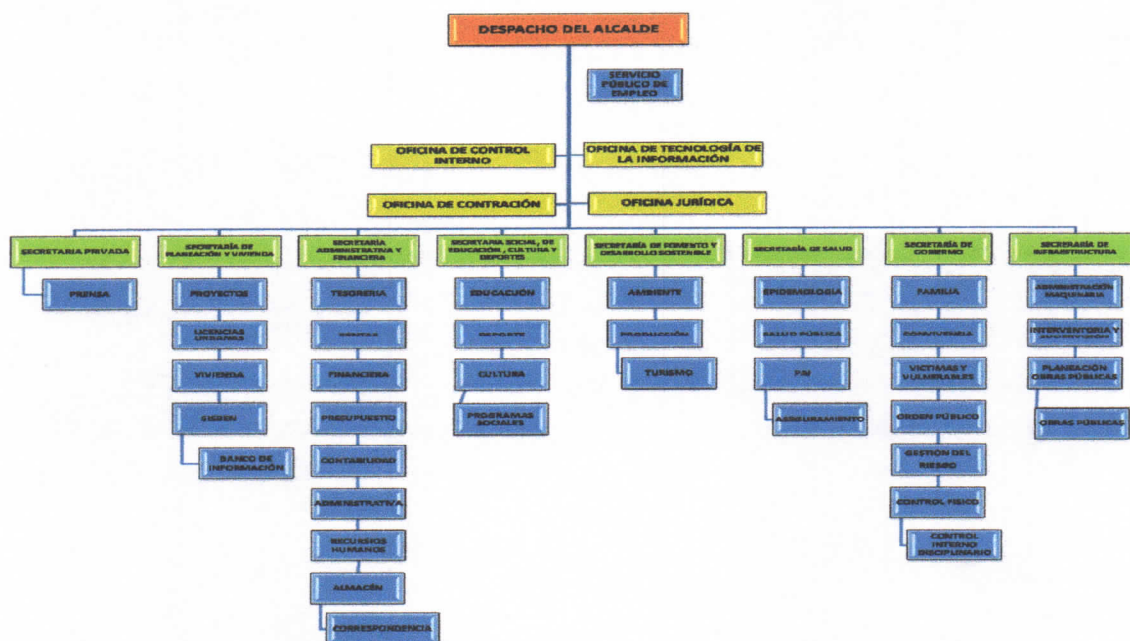 DESPACHO DEL ALCALDE
SERVICIO
PÚBLICO DE
EMPLEO
OFICINA DE CONTROL
INTERNO
OFICINA DE TECNOLOGÍA DE
LA INFORMACIÓN
OFICINA DE CONTRACIÓN
OFICINA JURÍDICA
SECRETARIA PRIVADA
PRENSA
SECRETARÍA DE
PLANEACIÓN Y VIVIENDA
PROYECTOS
LICENCIAS
URBANAS
VIVIENDA
SISBEN
BANCO DE
INFORMACIÓN
SECRETARÍA
ADMINISTRATIVA Y
FINANCIERA
TESORERIA
RENTAS
FINANCIERA
PRESUPUESTO
CONTABILIDAD
ADMINISTRATIVA
RECURSOS
HUMANOS
ALMACÉN
CORRESPONDENCIA
SECRETARIA SOCIAL, DE
EDUCACIÓN, CULTURA Y
DEPORTES
EDUCACIÓN
DEPORTE
CULTURA
PROGRAMAS
SOCIALES
SECRETARÍA DE FOMENTO Y
DESARROLLO SOSTENIBLE
AMBIENTE
PRODUCCIÓN
TURISMO
SECRETARÍA DE SALUD
EPIDEMOLOGÍA
SALUD PÚBLICA
PAI
ASEGURAMIENTO
SECRETARÍA DE
GOBIERNO
FAMILIA
CONVIVENCIA
VICTIMAS Y
VULNERABLES
ORDEN PÚBLICO
GESTIÓN DEL
RIESGO
CONTROL FISICO
CONTROL
INTERNO
DISCIPLINARIO
SECRERARÍA DE
INFRAESTRUCTURA
ADMINISTRACIÓN
MAQUINARIA
INTERVENTORIA Y
PLANEACIÓN
OBRAS PÚBLICAS
OBRAS PÚBLICAS